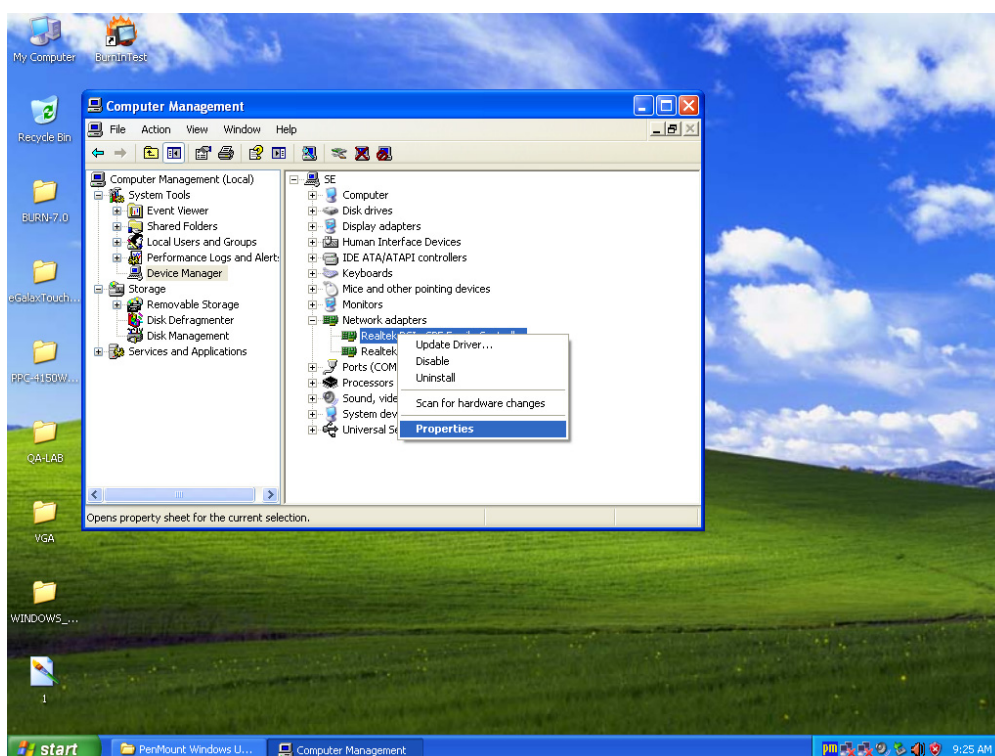 My Computer
BurnInTest
Recycle Bin
BURN-7.0
eGalaxTouch...
PPC-4150W...
QA-LAB
VGA
WINDOWS_...
1
Computer Management
File Action View Window Help
Computer Management (Local)
System Tools
Event Viewer
Shared Folders
Local Users and Groups
Performance Logs and Alert
Device Manager
Storage
Removable Storage
Disk Defragmenter
Disk Management
Services and Applications
SE
Computer
Disk drives
Display adapters
Human Interface Devices
IDE ATA/ATAPI controllers
Keyboards
Mice and other pointing devices
Monitors
Network adapters
Realtek
Realtek
Ports (COM
Processors
Sound, vide
System dev
Universal Se
Update Driver...
Disable
Uninstall
Scan for hardware changes
Properties
Opens property sheet for the current selection.
start
PenMount Windows U...
Computer Management
pm
9:25 AM